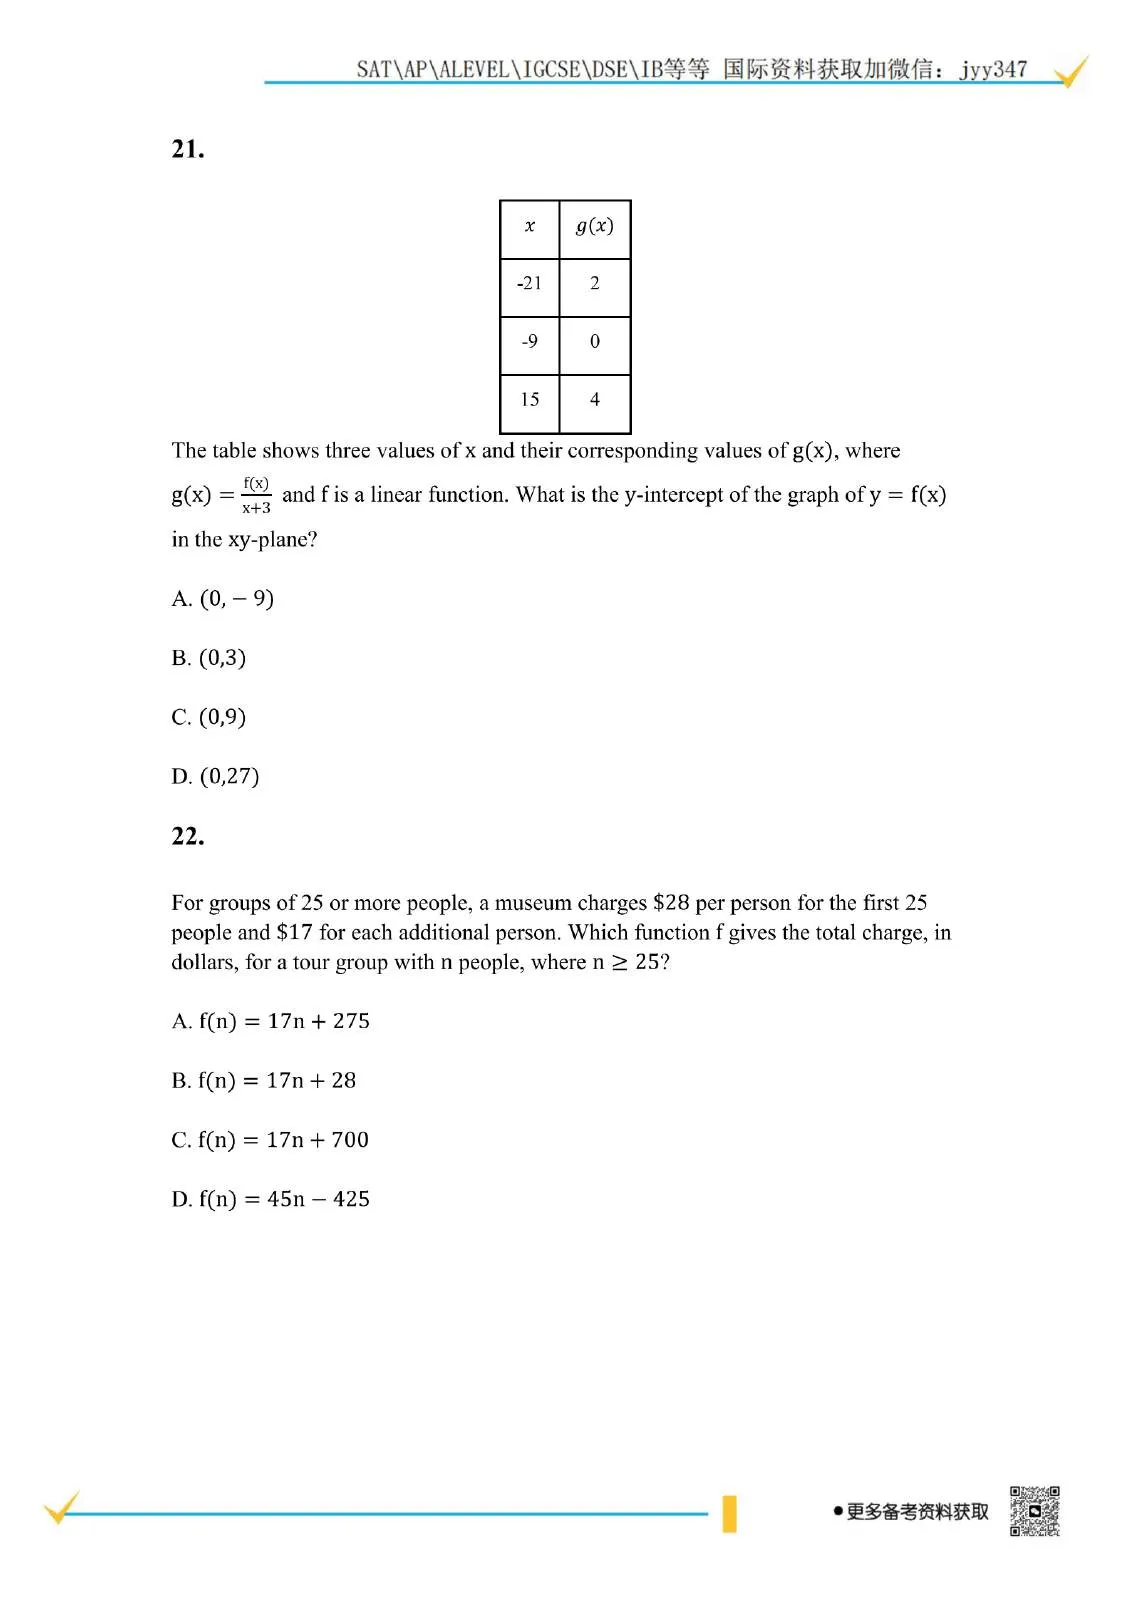 SAT\AP\ALEVEL\IGCSE\DSE\IB等等 国际资料获取加微信：jyy347
21.
x g(x)
-21 2
-9 0
15 4
The table shows three values of x and their corresponding values of g(x), where
g(x) = f(x)/x+3 and f is a linear function. What is the y-intercept of the graph of y = f(x)
in the xy-plane?
A. (0, − 9)
B. (0,3)
C. (0,9)
D. (0,27)
22.
For groups of 25 or more people, a museum charges $28 per person for the first 25
people and $17 for each additional person. Which function f gives the total charge, in
dollars, for a tour group with n people, where n ≥ 25?
A. f(n) = 17n + 275
B. f(n) = 17n + 28
C. f(n) = 17n + 700
D. f(n) = 45n − 425
●更多备考资料获取